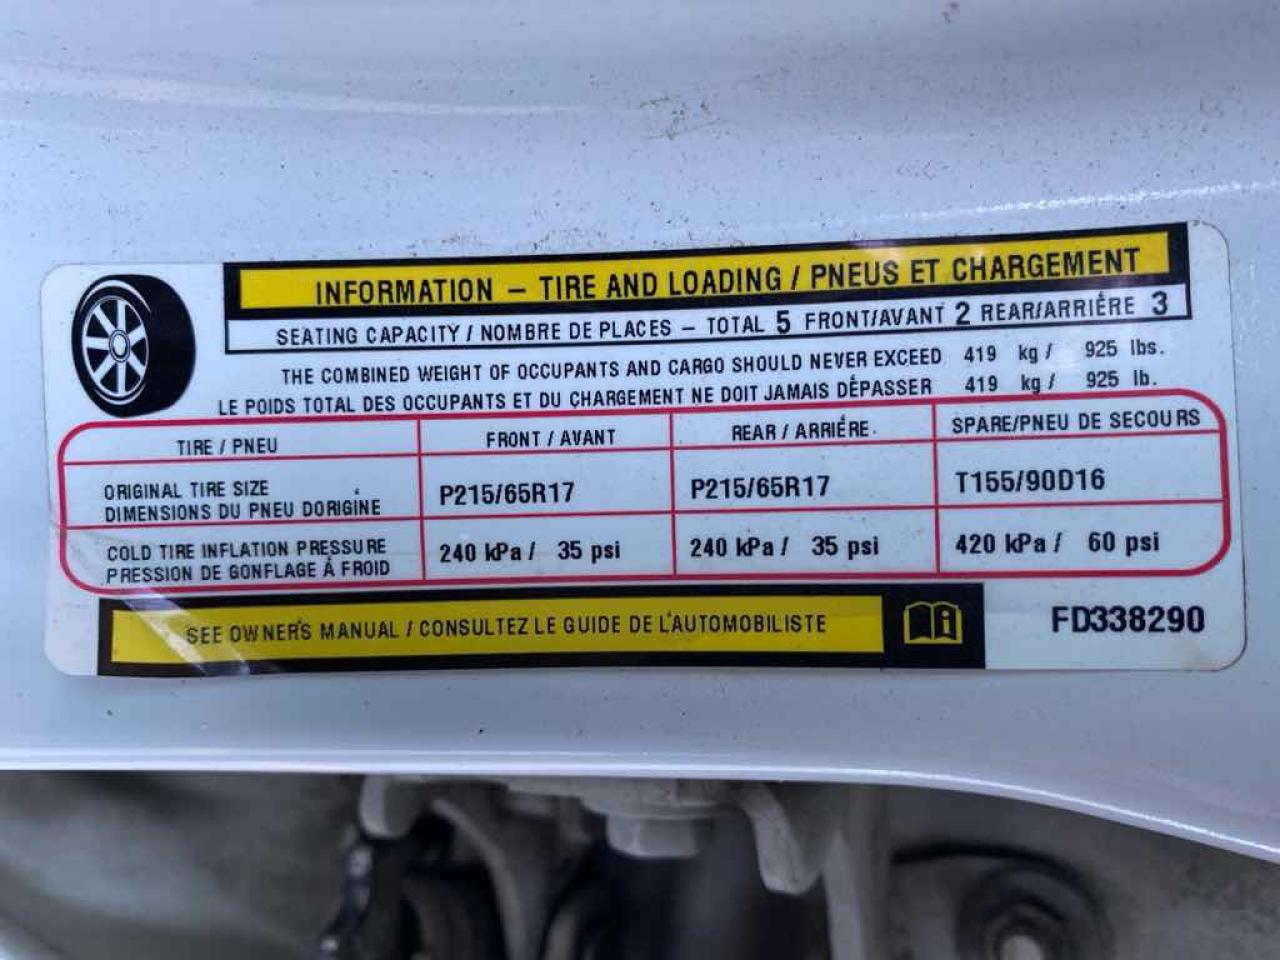 INFORMATION – TIRE AND LOADING / PNEUS ET CHARGEMENT
SEATING CAPACITY / NOMBRE DE PLACES – TOTAL 5 FRONT/AVANT 2 REAR/ARRIÈRE 3
THE COMBINED WEIGHT OF OCCUPANTS AND CARGO SHOULD NEVER EXCEED 419 kg / 925 lbs.
LE POIDS TOTAL DES OCCUPANTS ET DU CHARGEMENT NE DOIT JAMAIS DÉPASSER 419 kg / 925 lb.
TIRE / PNEU FRONT / AVANT REAR / ARRIÉRE. SPARE/PNEU DE SECOURS
ORIGINAL TIRE SIZE
DIMENSIONS DU PNEU DORIGINE P215/65R17 P215/65R17 T155/90D16
COLD TIRE INFLATION PRESSURE
PRESSION DE GONFLAGE À FROID 240 kPa / 35 psi 240 kPa / 35 psi 420 kPa / 60 psi
SEE OWNER'S MANUAL / CONSULTEZ LE GUIDE DE L'AUTOMOBILISTE
FD338290